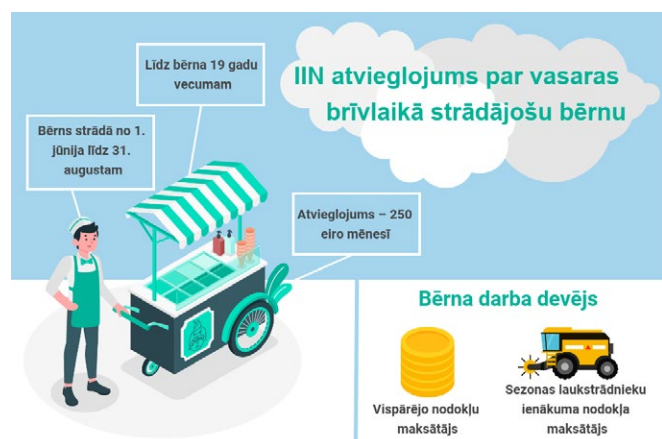 IIN atvieglojums par vasaras
brīvlaikā strādājošu bērnu
Līdz bērna 19 gadu
vecumam
Bērns strādā no 1.
jūnija līdz 31.
augustam
Atvieglojums – 250
eiro mēnesī
Bērna darba devējs
Vispārējo nodokļu
maksātājs
Sezonas laukstrādnieku
ienākuma nodokļa
maksātājs